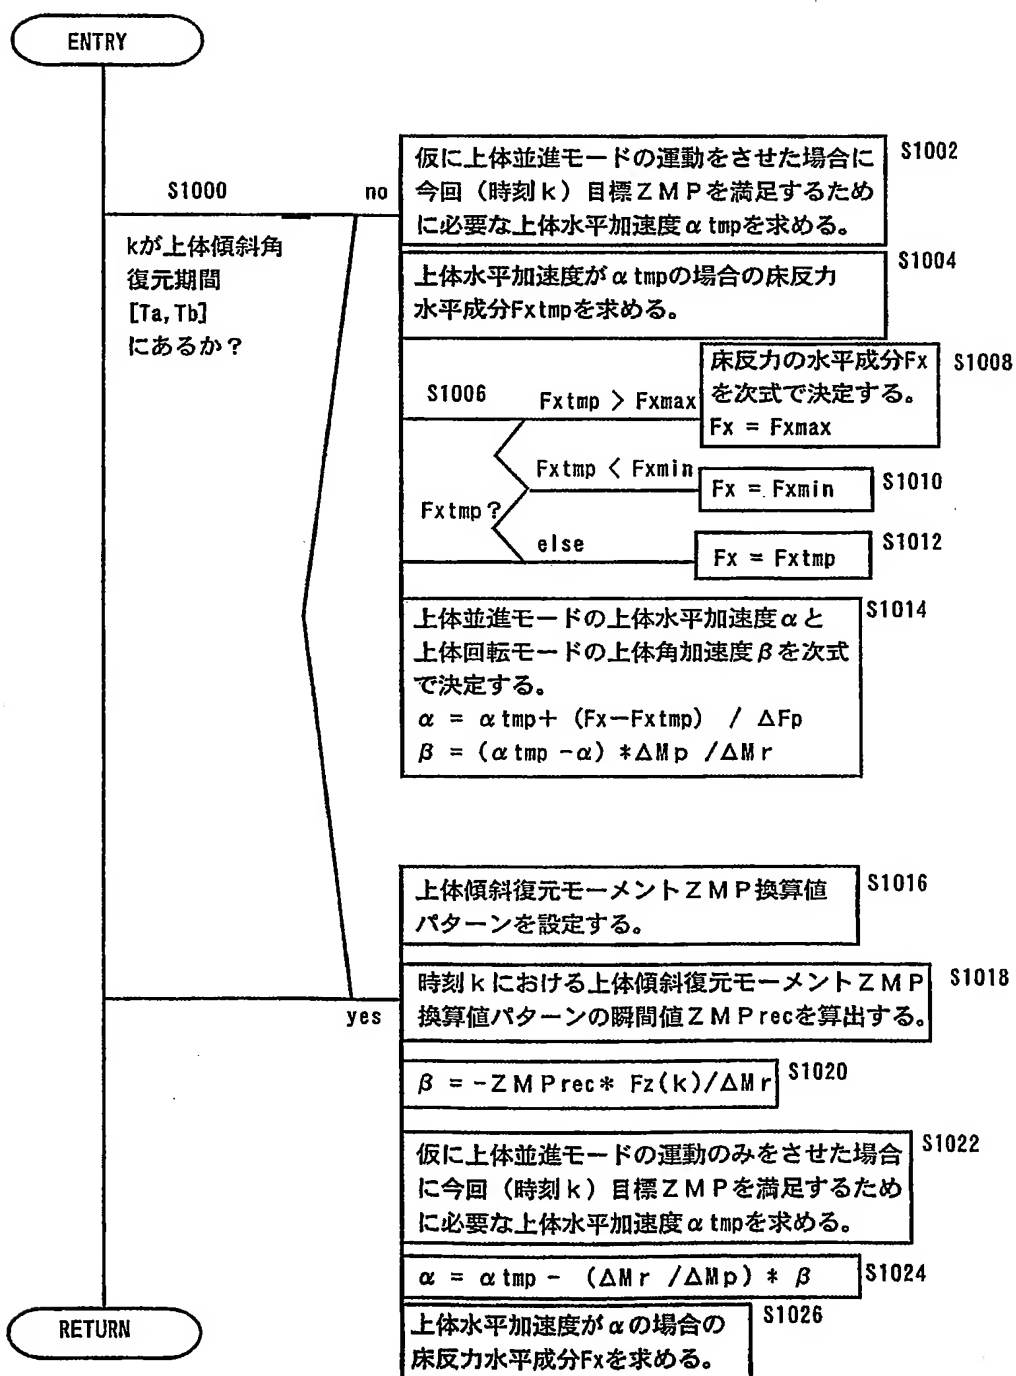 ENTRY
S1000
no
kが上体傾斜角
復元期間
[Ta,Tb]
にあるか？
仮に上体並進モードの運動をさせた場合に
今回（時刻ｋ）目標ＺＭＰを満足するため
に必要な上体水平加速度αtmpを求める。
S1002
上体水平加速度がαtmpの場合の床反力
水平成分Fxtmpを求める。
S1004
S1006
Fxtmp？
Fxtmp > Fxmax
床反力の水平成分Fx
を次式で決定する。
Fx = Fxmax
S1008
Fxtmp < Fxmin
Fx = Fxmin
S1010
else
Fx = Fxtmp
S1012
上体並進モードの上体水平加速度αと
上体回転モードの上体角加速度βを次式
で決定する。
α = αtmp+ (Fx-Fxtmp) / ΔFp
β = (αtmp -α) *ΔMp /ΔMr
S1014
上体傾斜復元モーメントＺＭＰ換算値
パターンを設定する。
S1016
yes
時刻ｋにおける上体傾斜復元モーメントＺＭＰ
換算値パターンの瞬間値ＺＭＰrecを算出する。
S1018
β = -ＺＭＰrec* Fz(k)/ΔMr
S1020
仮に上体並進モードの運動のみをさせた場合
に今回（時刻ｋ）目標ＺＭＰを満足するため
に必要な上体水平加速度αtmpを求める。
S1022
α = αtmp - (ΔMr /ΔMp) * β
S1024
上体水平加速度がαの場合の
床反力水平成分Fxを求める。
S1026
RETURN